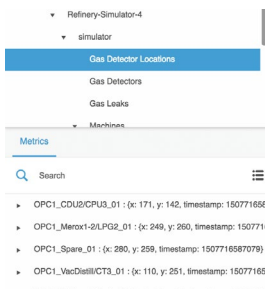 Refinery-Simulator-4
simulator
Gas Detector Locations
Gas Detectors
Gas Leaks
Machines
Metrics
Search
OPC1_CDU2/CPU3_01 : {x: 171, y: 142, timestamp: 15077165
OPC1_Merox1-2/LPG2_01 : {x: 249, y: 260, timestamp: 150771
OPC1_Spare_01 : {x: 280, y: 259, timestamp: 1507716587079}
OPC1_VacDistill/CT3_01 : {x: 110, y: 251, timestamp: 15077165